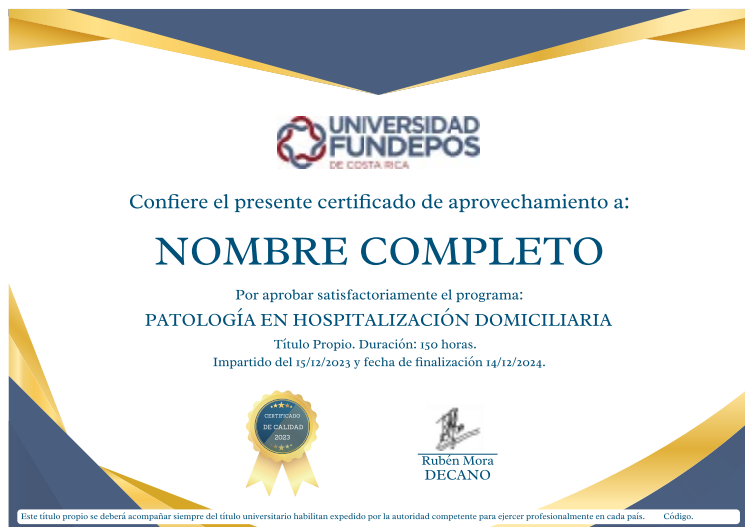 UNIVERSIDAD
FUNDEPOS
DE COSTA RICA
Confiere el presente certificado de aprovechamiento a:
NOMBRE COMPLETO
Por aprobar satisfactoriamente el programa:
PATOLOGÍA EN HOSPITALIZACIÓN DOMICILIARIA
Título Propio. Duración: 150 horas.
Impartido del 15/12/2023 y fecha de finalización 14/12/2024.
CERTIFICADO
DE CALIDAD
2023
Rubén Mora
DECANO
Este título propio se deberá acompañar siempre del título universitario habilitan expedido por la autoridad competente para ejercer profesionalmente en cada país. Código.